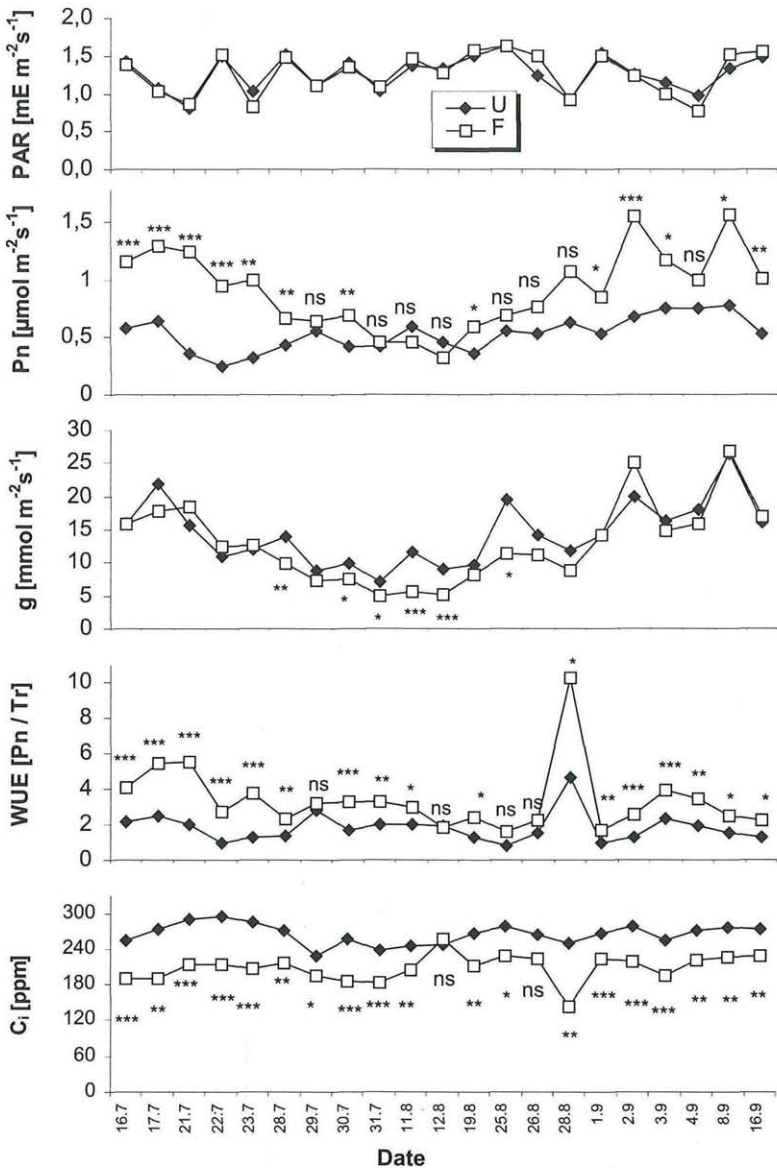 PAR [mE m⁻²s⁻¹]
2,0
1,5
1,0
0,5
0,0
U
F
Pn [µmol m⁻²s⁻¹]
1,5
1
0,5
0
*** *** *** *** ** ** ns ** ns ns ns * ns ns ns * *** * ns * **
g [mmol m⁻²s⁻¹]
30
25
20
15
10
5
0
** * * *** *** *
WUE [Pn / Tr]
10
8
6
4
2
0
*** *** *** *** *** ** ns *** ** * ns * ns ns * ** *** *** ** * *
Cᵢ [ppm]
300
240
180
120
60
0
*** ** *** *** *** ** * *** *** ** ns ** * ns ** *** *** *** ** ** **
16.7 17.7 21.7 22.7 23.7 28.7 29.7 30.7 31.7 11.8 12.8 19.8 25.8 26.8 28.8 1.9 2.9 3.9 4.9 8.9 16.9
Date